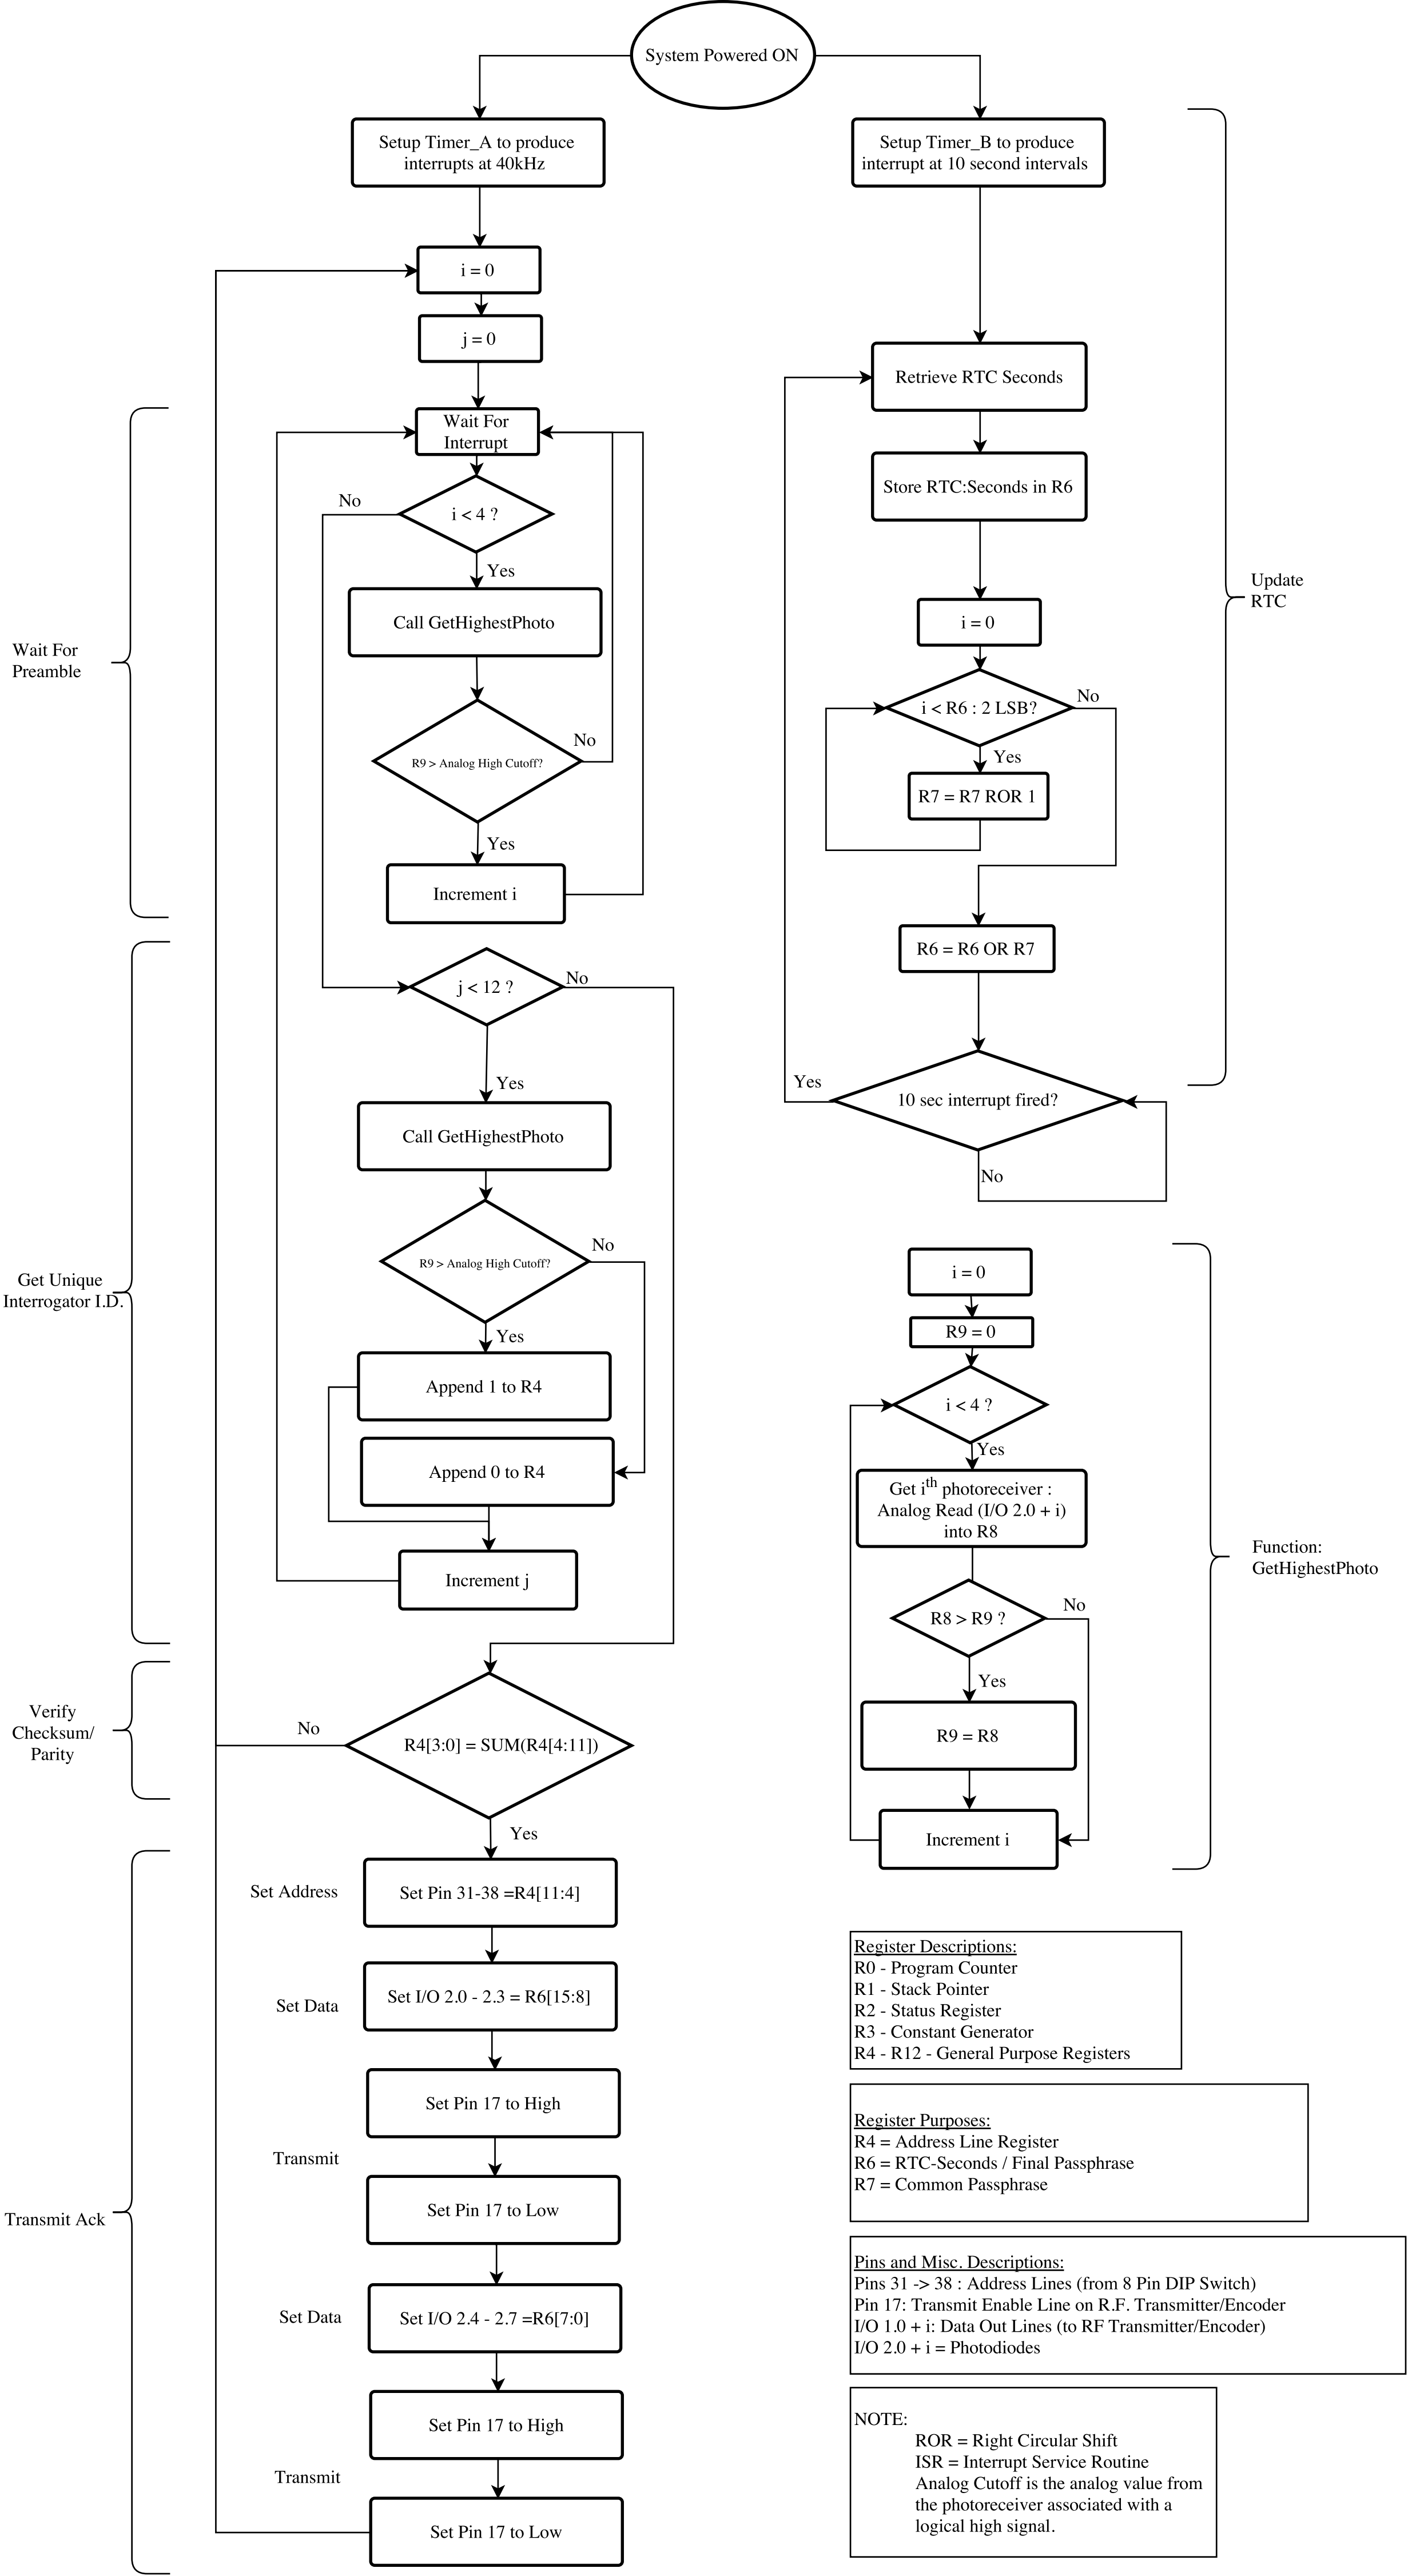 System Powered ON
Setup Timer_A to produce
interrupts at 40kHz
i = 0
j = 0
Wait For
Interrupt
No
i < 4 ?
Yes
Call GetHighestPhoto
Wait For
Preamble
No
R9 > Analog High Cutoff?
Yes
Increment i
j < 12 ?
No
Yes
Call GetHighestPhoto
No
R9 > Analog High Cutoff?
Get Unique
Interrogator I.D.
Yes
Append 1 to R4
Append 0 to R4
Increment j
Verify
Checksum/
Parity
No
R4[3:0] = SUM(R4[4:11])
Yes
Set Address
Set Pin 31-38 =R4[11:4]
Set Data
Set I/O 2.0 - 2.3 = R6[15:8]
Set Pin 17 to High
Transmit
Set Pin 17 to Low
Transmit Ack
Set Data
Set I/O 2.4 - 2.7 =R6[7:0]
Set Pin 17 to High
Transmit
Set Pin 17 to Low
Setup Timer_B to produce
interrupt at 10 second intervals
Retrieve RTC Seconds
Store RTC:Seconds in R6
Update
RTC
i = 0
i < R6 : 2 LSB?
No
Yes
R7 = R7 ROR 1
R6 = R6 OR R7
Yes
10 sec interrupt fired?
No
i = 0
R9 = 0
i < 4 ?
Yes
Get ith photoreceiver :
Analog Read (I/O 2.0 + i)
into R8
Function:
GetHighestPhoto
R8 > R9 ?
No
Yes
R9 = R8
Increment i
Register Descriptions:
R0 - Program Counter
R1 - Stack Pointer
R2 - Status Register
R3 - Constant Generator
R4 - R12 - General Purpose Registers
Register Purposes:
R4 = Address Line Register
R6 = RTC-Seconds / Final Passphrase
R7 = Common Passphrase
Pins and Misc. Descriptions:
Pins 31 -> 38 : Address Lines (from 8 Pin DIP Switch)
Pin 17: Transmit Enable Line on R.F. Transmitter/Encoder
I/O 1.0 + i: Data Out Lines (to RF Transmitter/Encoder)
I/O 2.0 + i = Photodiodes
NOTE:
ROR = Right Circular Shift
ISR = Interrupt Service Routine
Analog Cutoff is the analog value from
the photoreceiver associated with a
logical high signal.